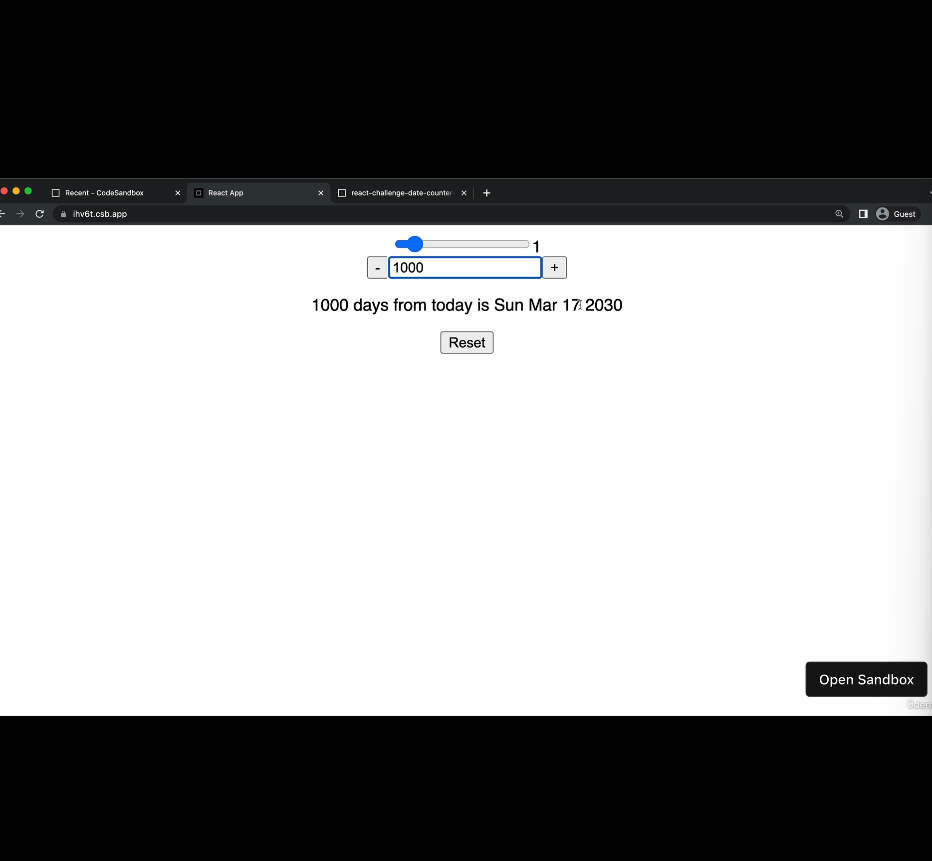 Recent - CodeSandbox
React App
react-challenge-date-counter-
ihv6t.csb.app
Guest
1
- 1000 +
1000 days from today is Sun Mar 17 2030
Reset
Open Sandbox